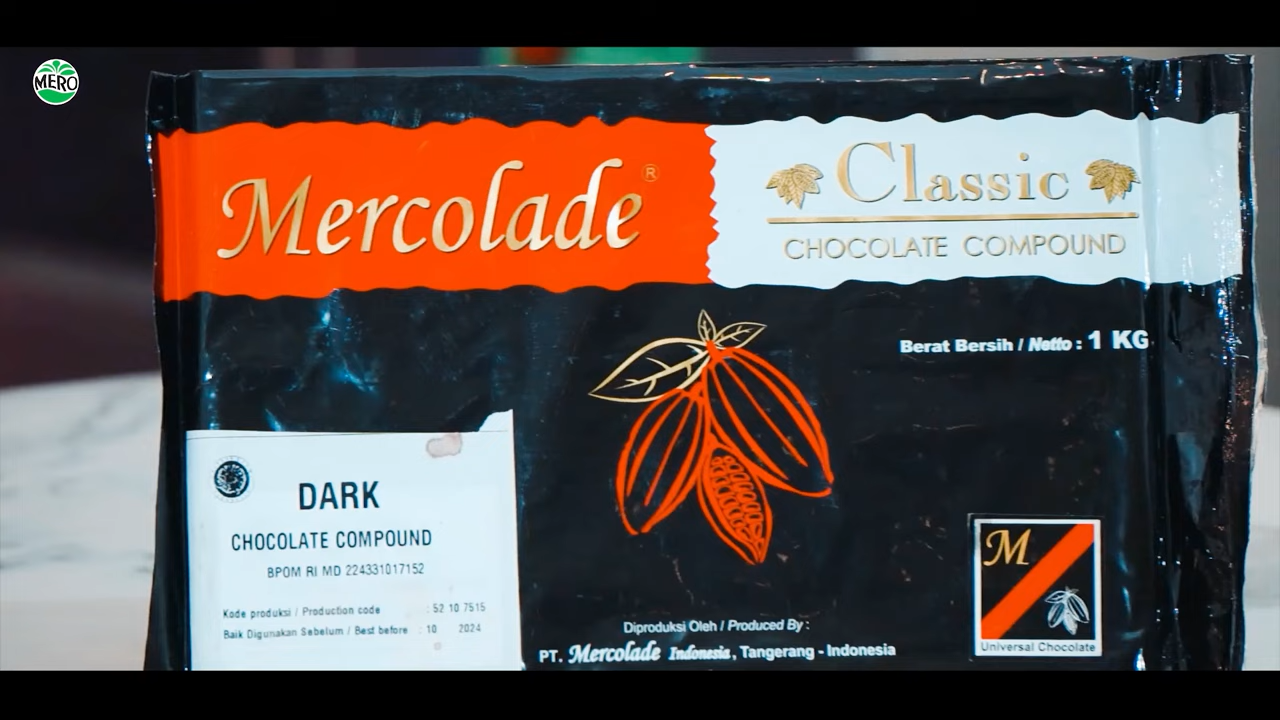 MERO
Mercolade®
Classic
CHOCOLATE COMPOUND
Berat Bersih / Netto : 1 KG
DARK
CHOCOLATE COMPOUND
BPOM RI MD 224331017152
Kode produksi / Production code : 52 10 7515
Baik Digunakan Sebelum / Best before : 10 2024
Diproduksi Oleh / Produced By :
PT. Mercolade Indonesia, Tangerang - Indonesia
M
Universal Chocolate